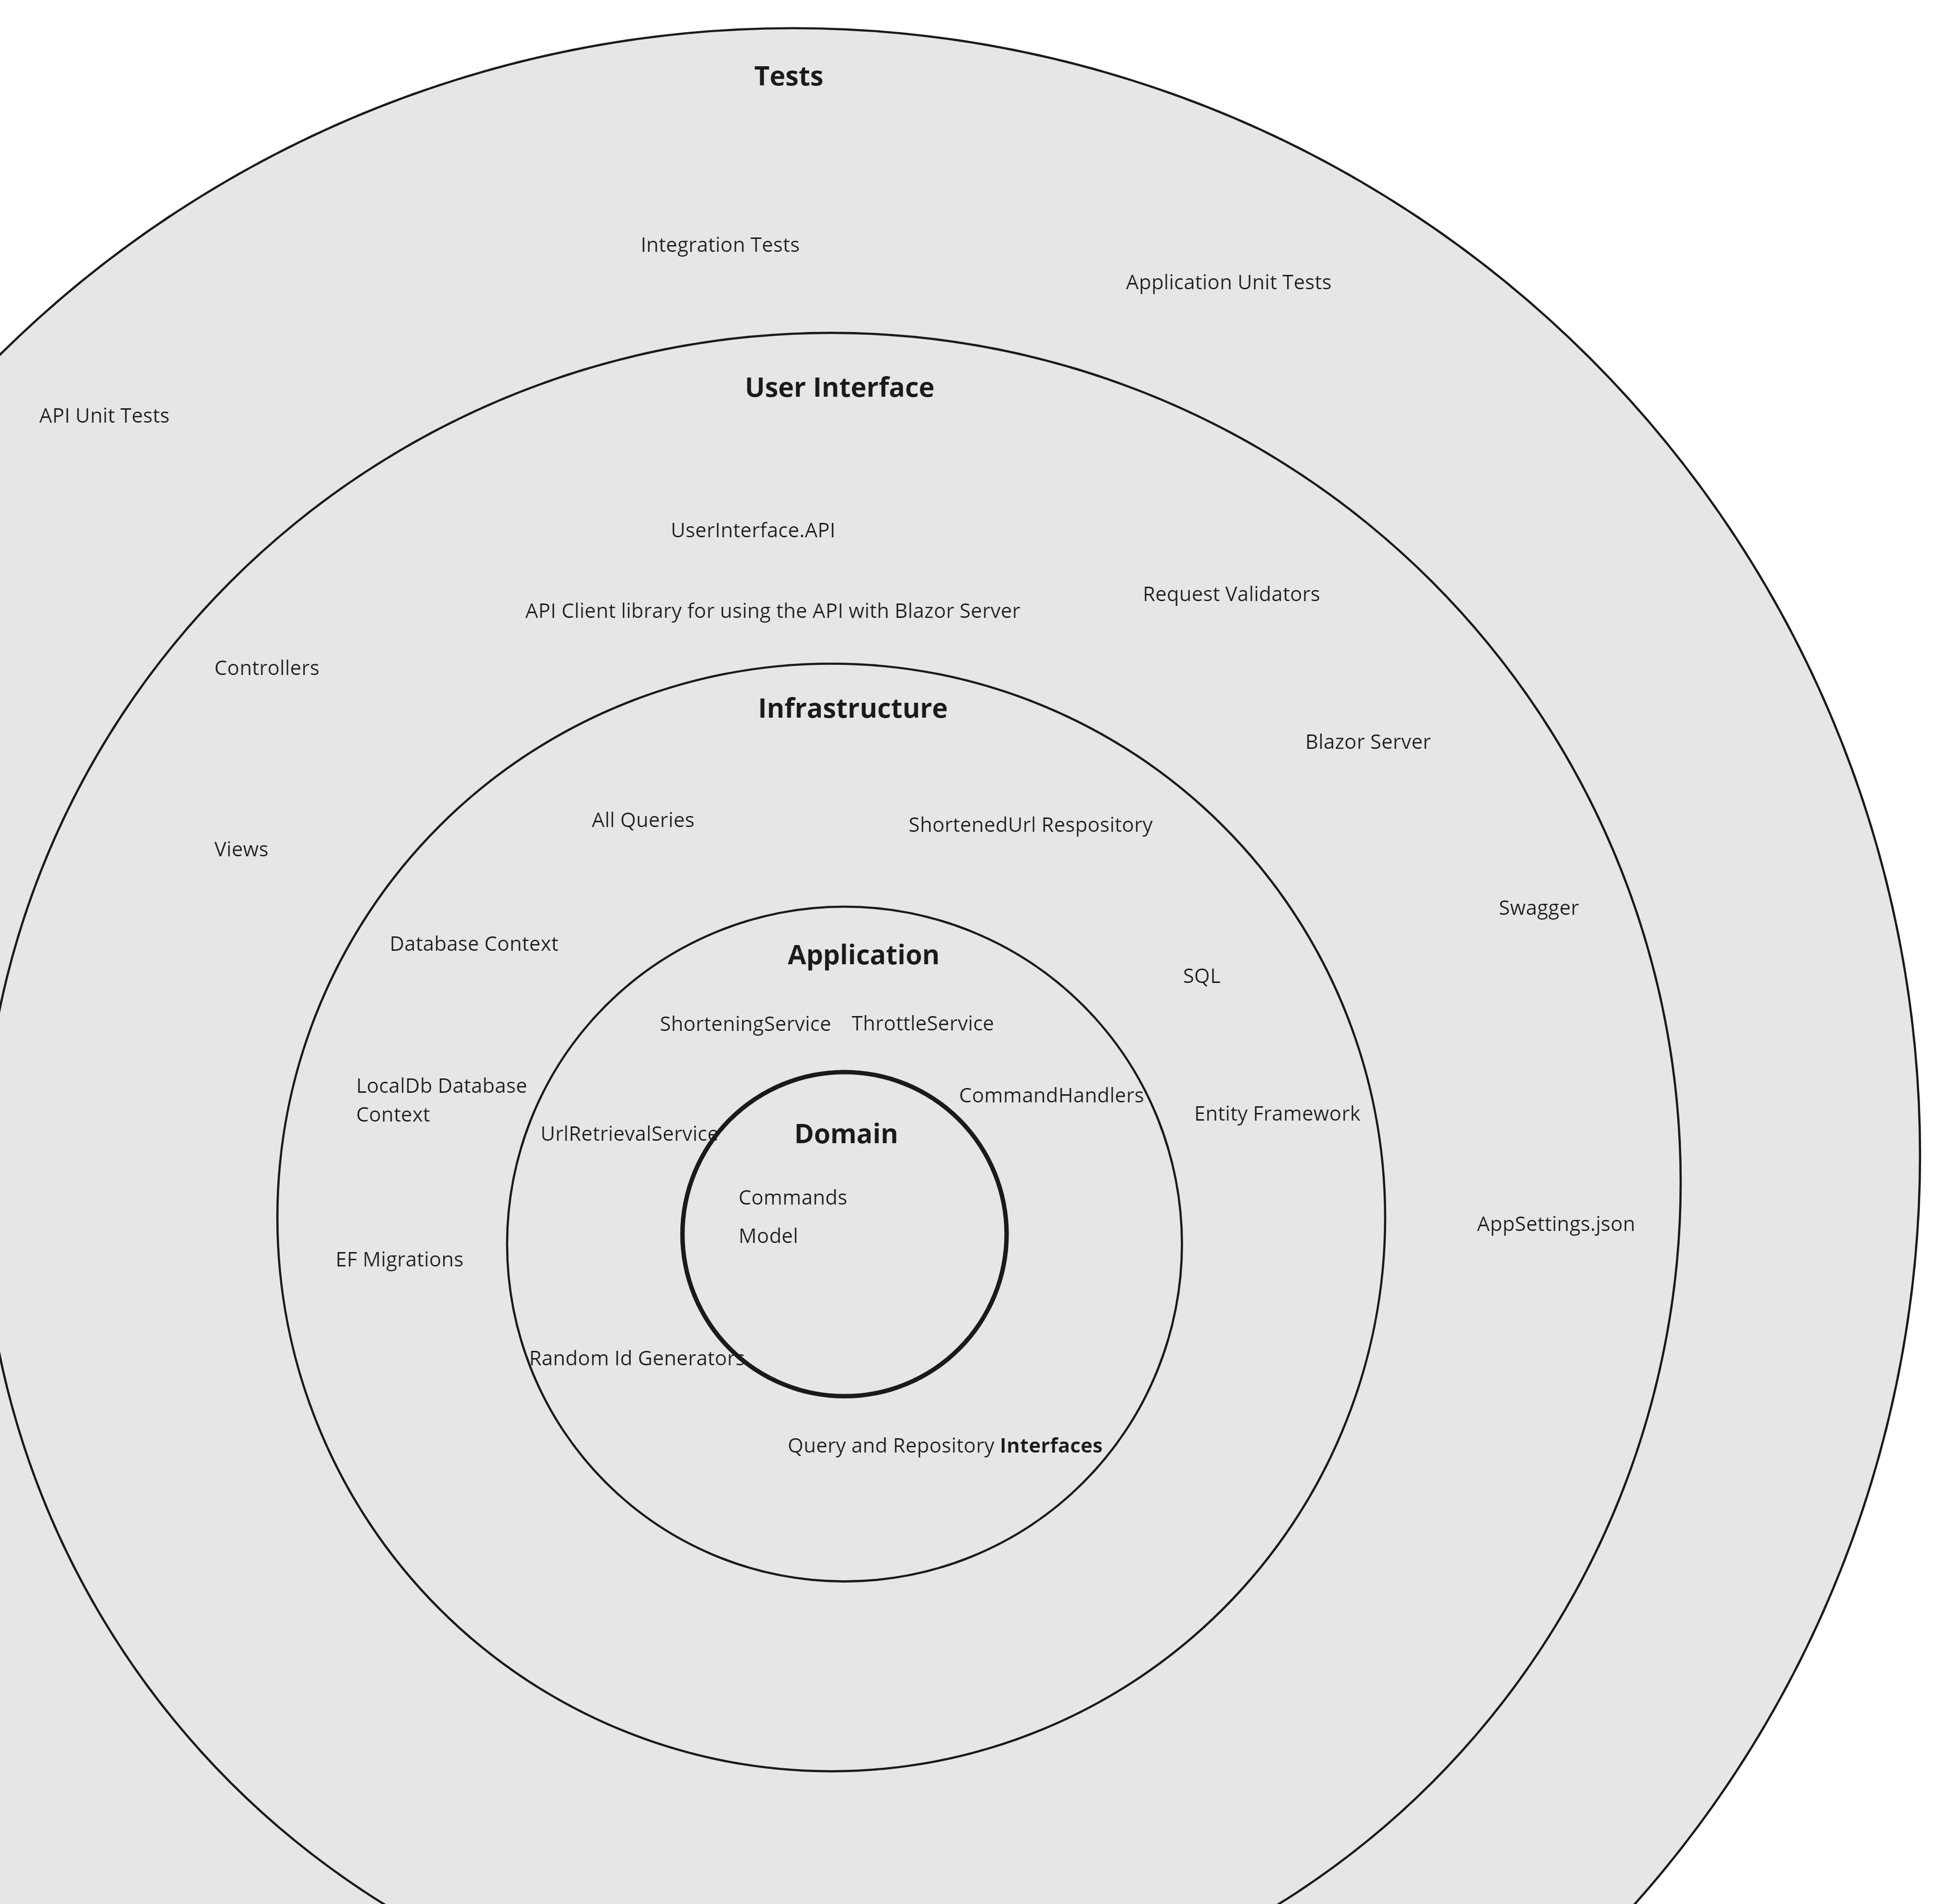 Tests
Integration Tests
Application Unit Tests
API Unit Tests
User Interface
UserInterface.API
Request Validators
API Client library for using the API with Blazor Server
Controllers
Blazor Server
Views
Swagger
AppSettings.json
Infrastructure
All Queries
ShortenedUrl Respository
Database Context
SQL
LocalDb Database
Context
Entity Framework
EF Migrations
Application
ShorteningService
ThrottleService
CommandHandlers
UrlRetrievalService
Random Id Generators
Query and Repository Interfaces
Domain
Commands
Model